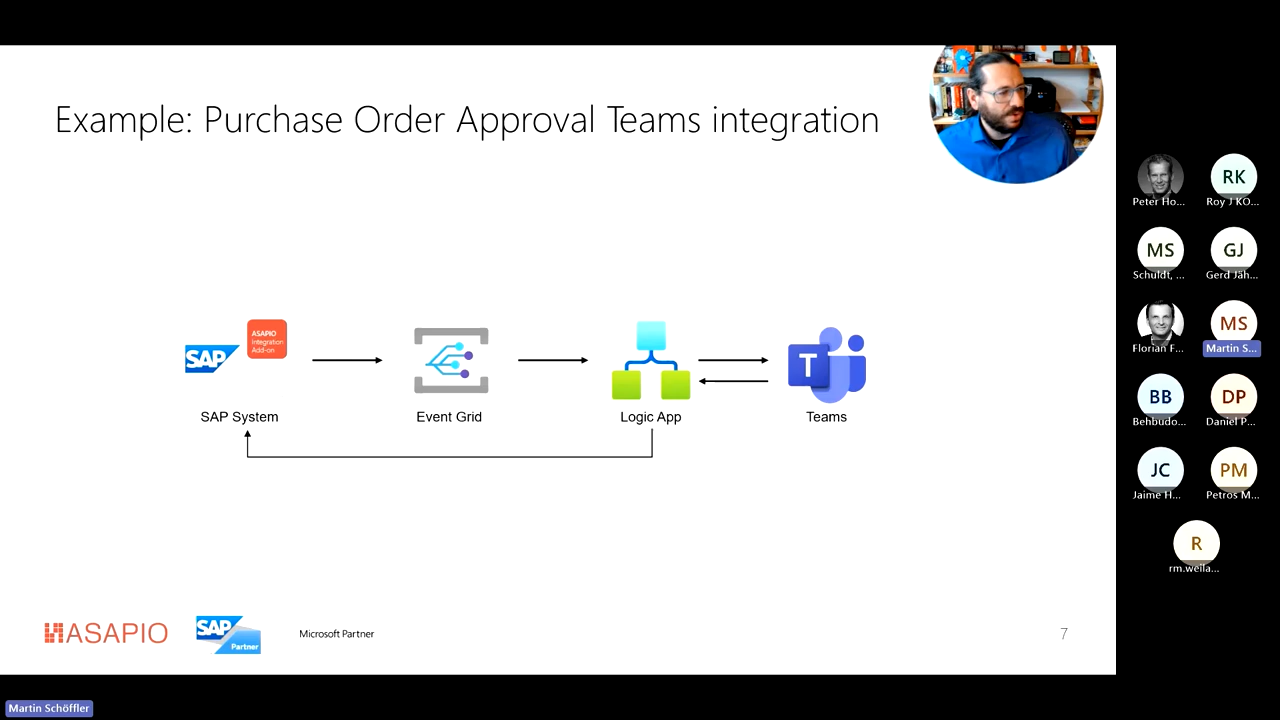 Example: Purchase Order Approval Teams integration
SAP
ASAPIO
Integration
Add-on
T
SAP System
Event Grid
Logic App
Teams
ASAPIO
SAP
Partner
Microsoft Partner
7
Peter Ho...
RK
Roy J KO...
MS
Schuldt, ...
GJ
Gerd Jäh...
Florian F...
MS
Martin S...
BB
Behbudo...
DP
Daniel P...
JC
Jaime H...
PM
Petros M...
R
rm.weila...
Martin Schöffler